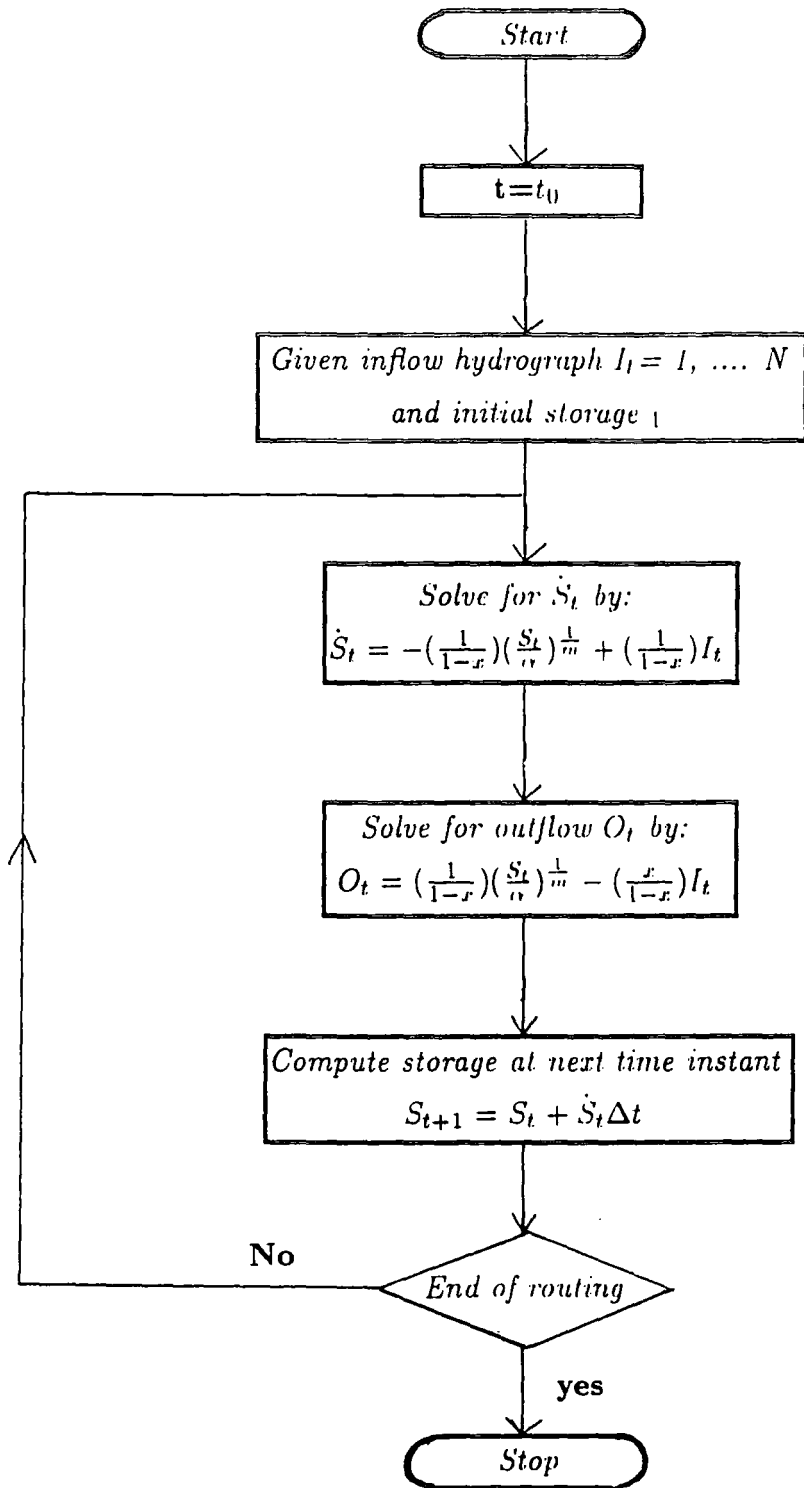 Start
t=t₀
Given inflow hydrograph Iₜ = 1, .... N
and initial storage ₁
Solve for Ṡₜ by:
Ṡₜ = −(1/(1−x))(Sₜ/α)^(1/m) + (1/(1−x))Iₜ
Solve for outflow Oₜ by:
Oₜ = (1/(1−x))(Sₜ/α)^(1/m) − (x/(1−x))Iₜ
Compute storage at next time instant
Sₜ₊₁ = Sₜ + ṠₜΔt
No
End of routing
yes
Stop